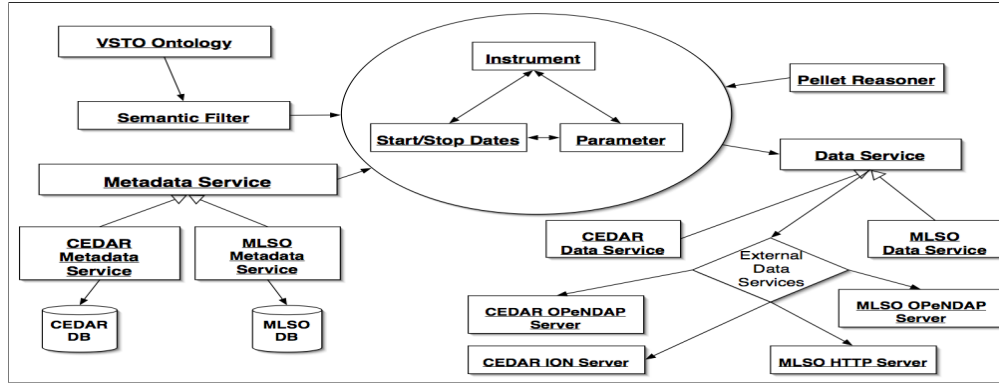 VSTO Ontology
Instrument
Pellet Reasoner
Semantic Filter
Start/Stop Dates
Parameter
Data Service
Metadata Service
CEDAR
Metadata
Service
MLSO
Metadata
Service
CEDAR
Data Service
MLSO
Data Service
External
Data
Services
CEDAR
DB
MLSO
DB
CEDAR OPeNDAP
Server
MLSO OPeNDAP
Server
CEDAR ION Server
MLSO HTTP Server